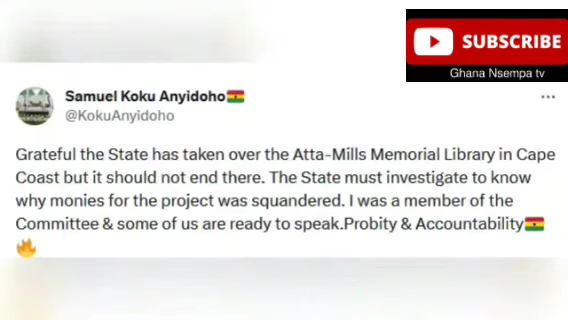 SUBSCRIBE
Ghana Nsempa tv
Samuel Koku Anyidoho🇬🇭
@KokuAnyidoho
Grateful the State has taken over the Atta-Mills Memorial Library in Cape
Coast but it should not end there. The State must investigate to know
why monies for the project was squandered. I was a member of the
Committee & some of us are ready to speak.Probity & Accountability🇬🇭
🔥